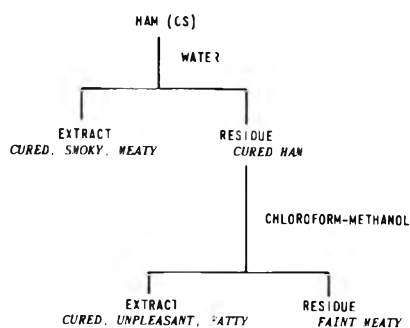 HAM (CS)
WATER
EXTRACT
CURED, SMOKY, MEATY
RESIDUE
CURED HAM
CHLOROFORM-METHANOL
EXTRACT
CURED, UNPLEASANT, FATTY
RESIDUE
FAINT MEATY